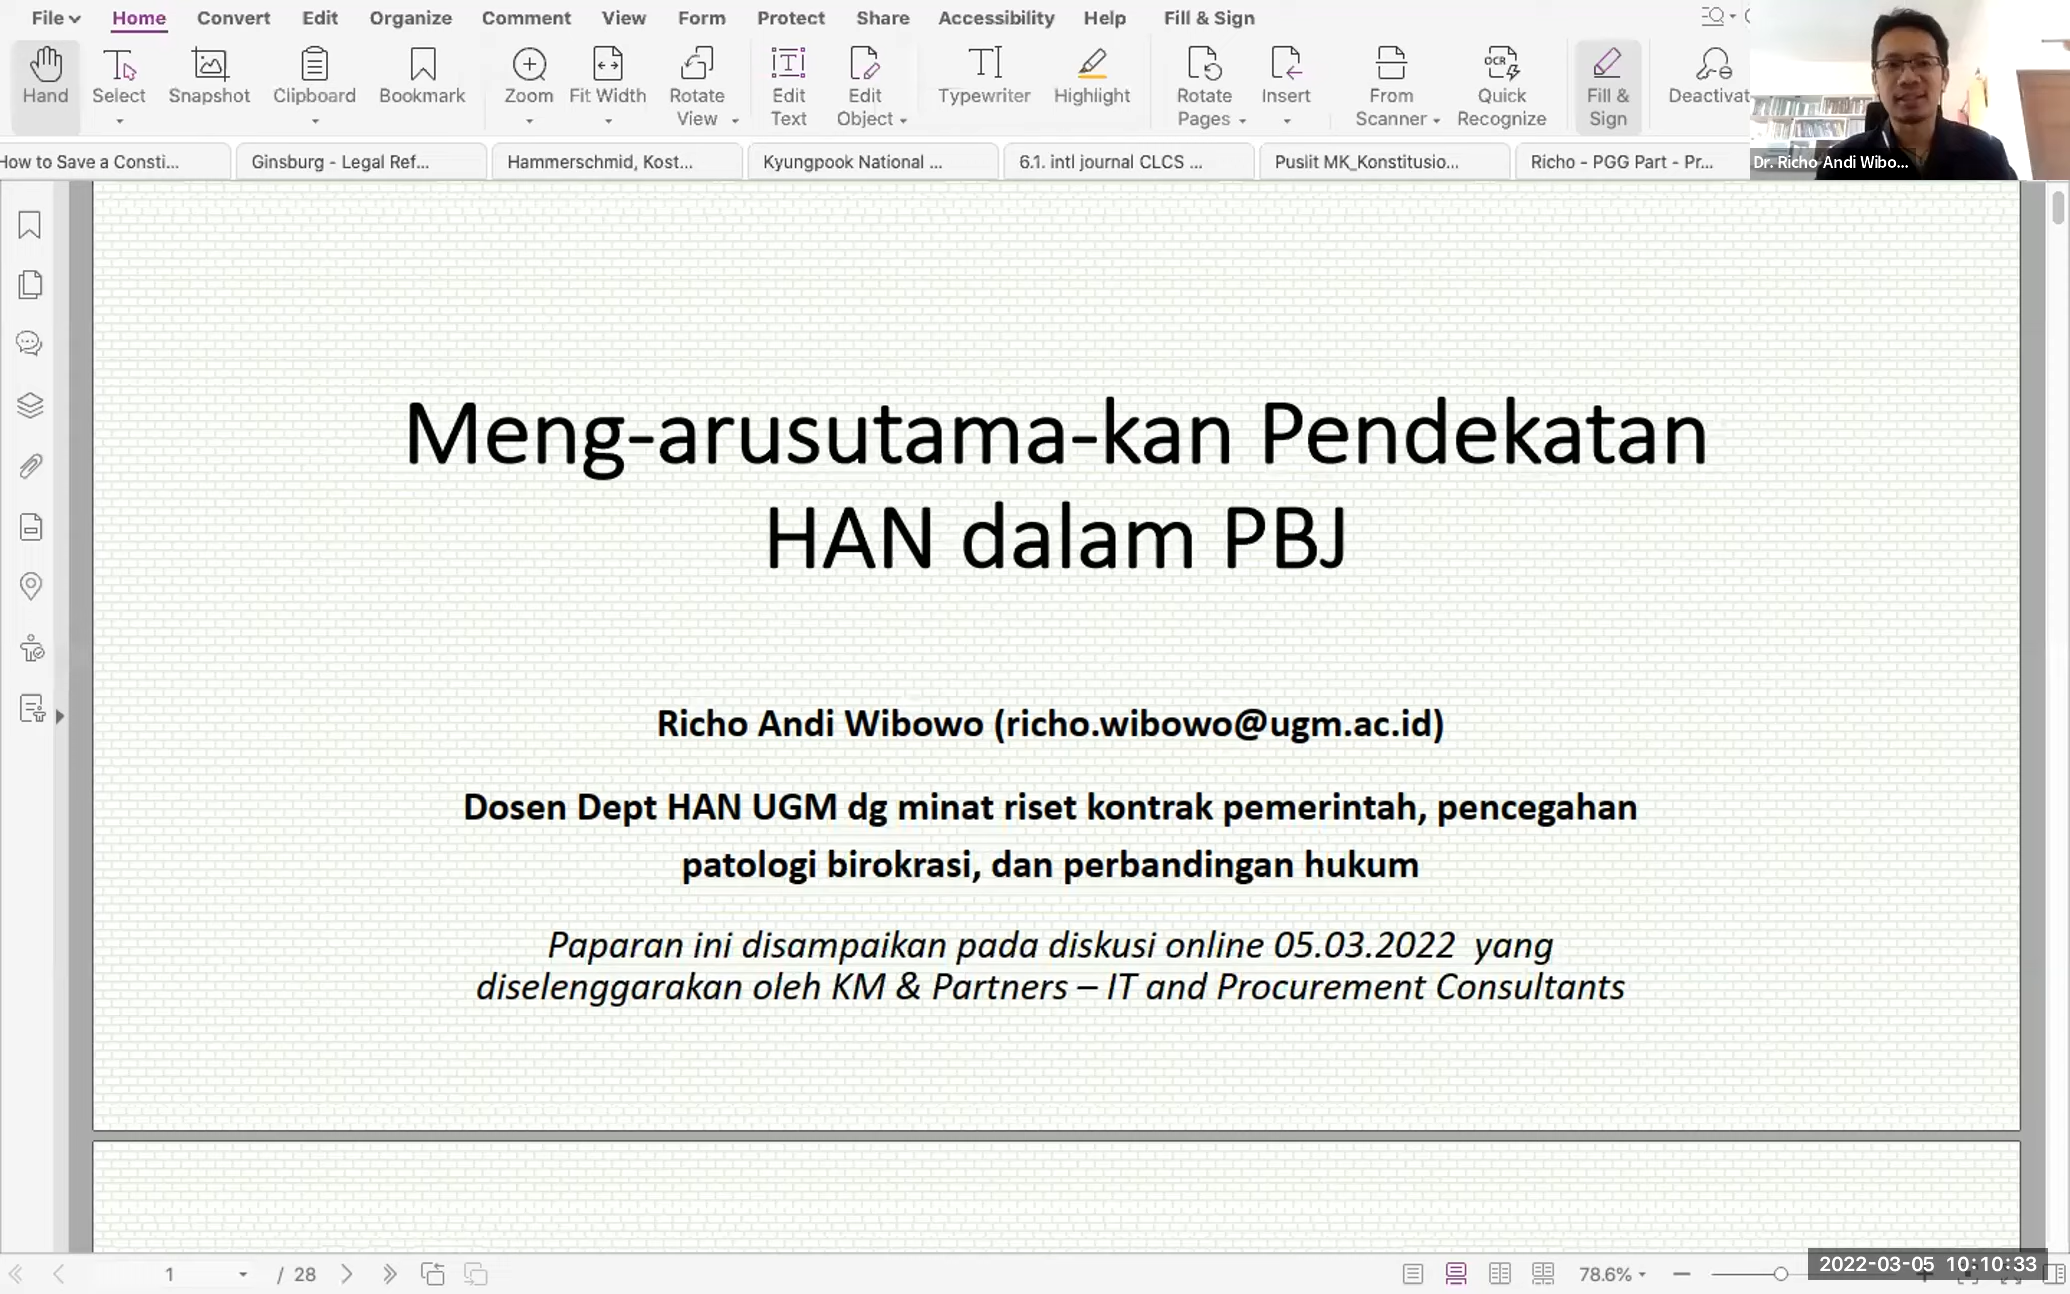 File Home Convert Edit Organize Comment View Form Protect Share Accessibility Help Fill & Sign
Hand Select Snapshot Clipboard Bookmark Zoom Fit Width Rotate View Edit Text Edit Object Typewriter Highlight Rotate Pages Insert From Scanner OCR Quick Recognize Fill & Sign Deactivat
How to Save a Consti... Ginsburg - Legal Ref... Hammerschmid, Kost... Kyungpook National ... 6.1. intl journal CLCS ... Puslit MK_Konstitusio... Richo - PGG Part - Pr...
Dr. Richo Andi Wibo...
Meng-arusutama-kan Pendekatan
HAN dalam PBJ
Richo Andi Wibowo (richo.wibowo@ugm.ac.id)
Dosen Dept HAN UGM dg minat riset kontrak pemerintah, pencegahan
patologi birokrasi, dan perbandingan hukum
Paparan ini disampaikan pada diskusi online 05.03.2022 yang
diselenggarakan oleh KM & Partners – IT and Procurement Consultants
1 / 28 78.6%
2022-03-05 10:10:33